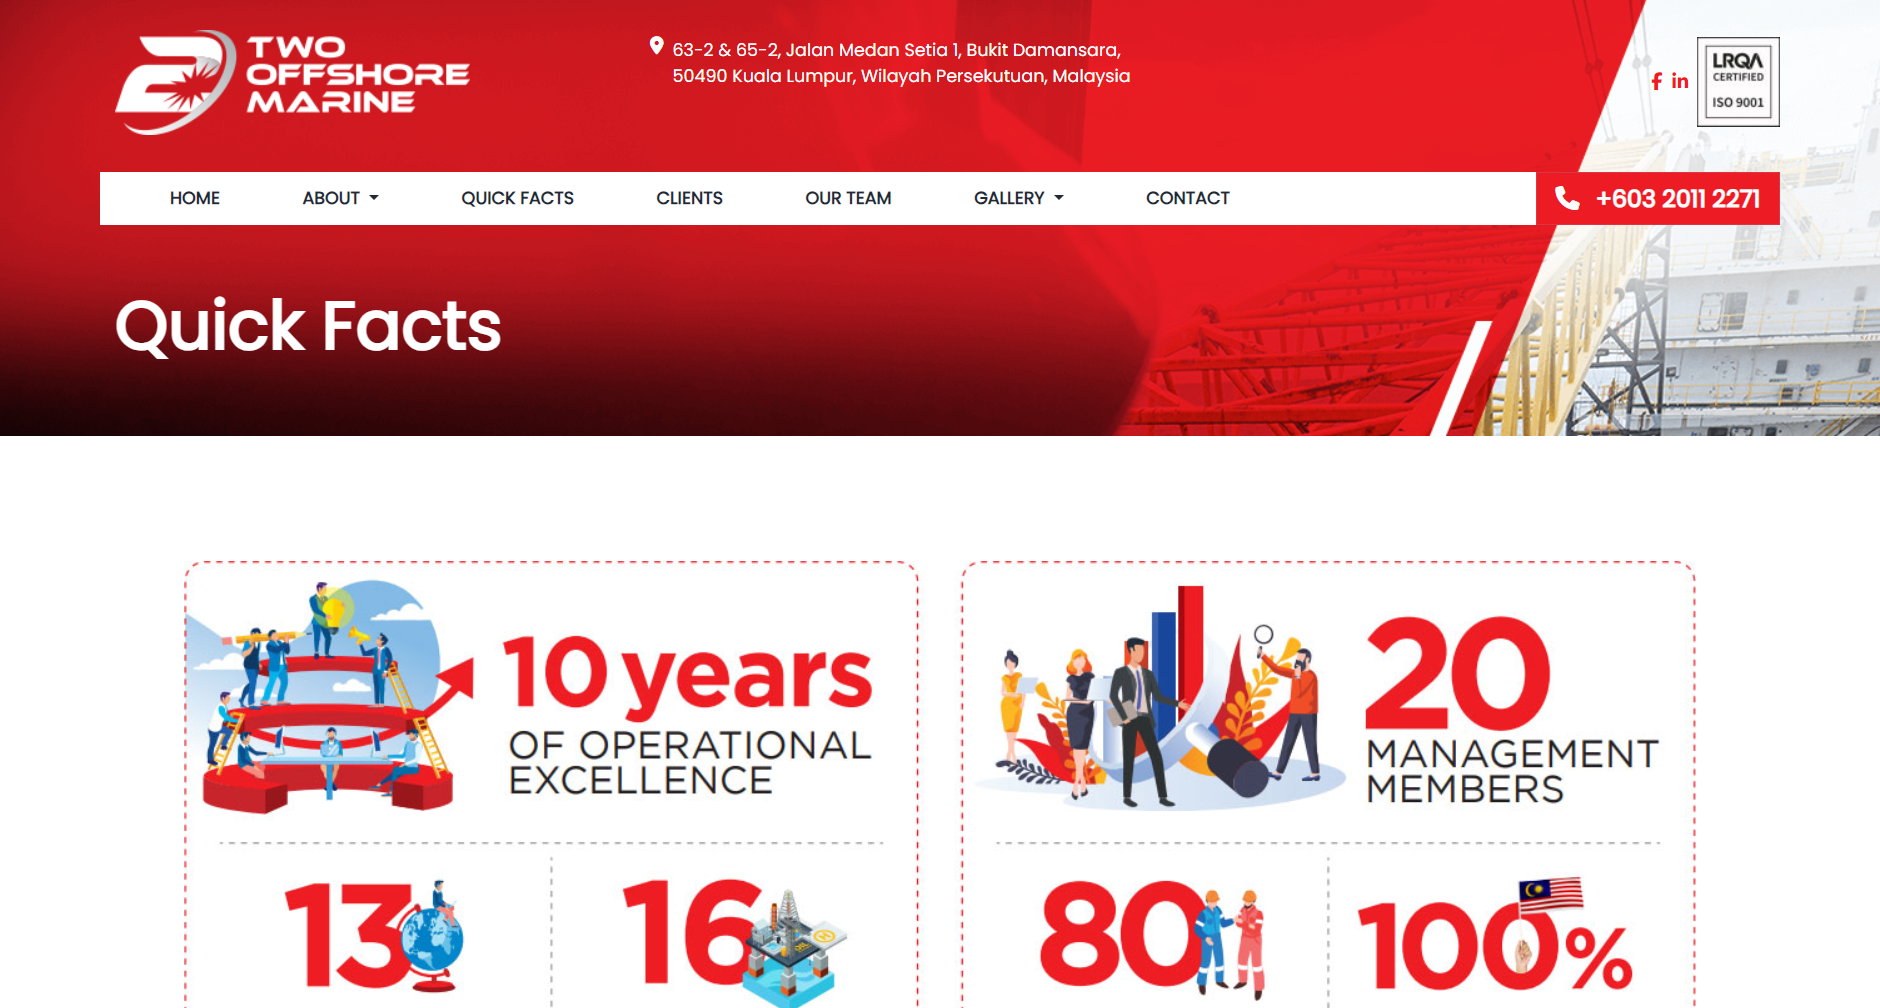 TWO
OFFSHORE
MARINE
63-2 & 65-2, Jalan Medan Setia 1, Bukit Damansara,
50490 Kuala Lumpur, Wilayah Persekutuan, Malaysia
f in
LRQA
CERTIFIED
ISO 9001
HOME ABOUT QUICK FACTS CLIENTS OUR TEAM GALLERY CONTACT +603 2011 2271
Quick Facts
10 years
OF OPERATIONAL
EXCELLENCE
20
MANAGEMENT
MEMBERS
13 16 80 100%
H